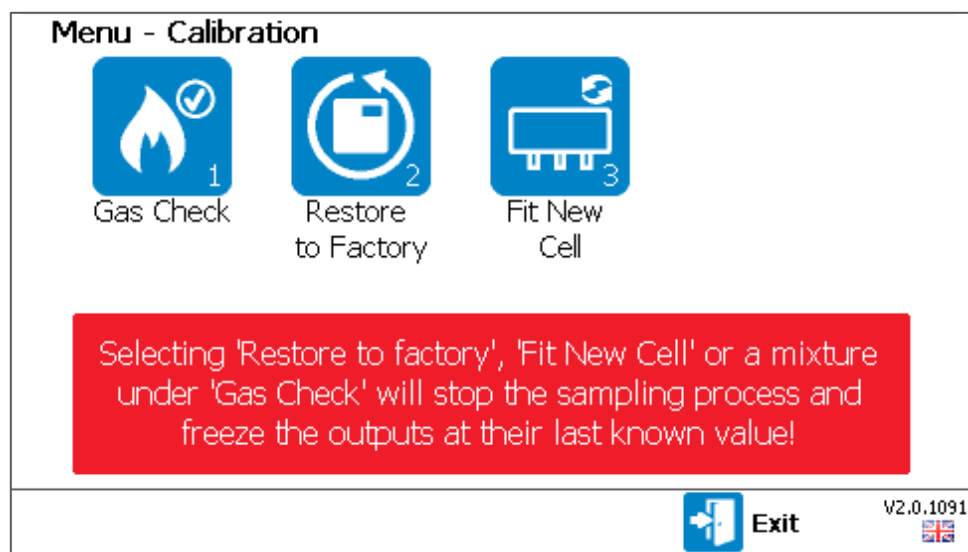 Menu - Calibration
1
2
3
Gas Check
Restore
to Factory
Fit New
Cell
Selecting 'Restore to factory', 'Fit New Cell' or a mixture
under 'Gas Check' will stop the sampling process and
freeze the outputs at their last known value!
Exit
V2.0.1091